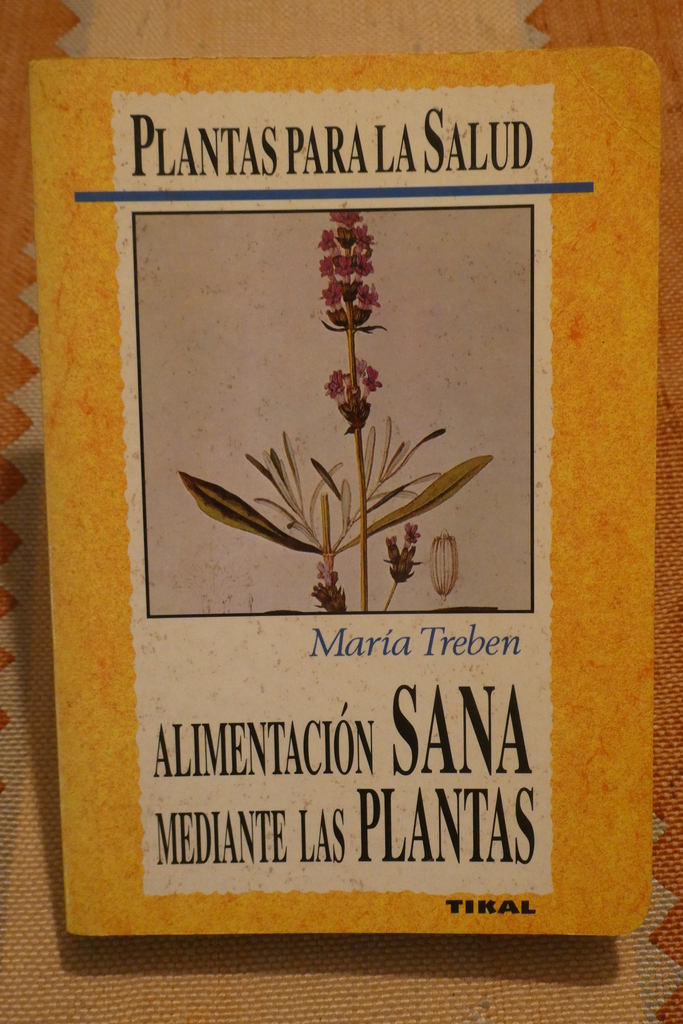 PLANTAS PARA LA SALUD
María Treben
ALIMENTACIÓN SANA
MEDIANTE LAS PLANTAS
TIKAL